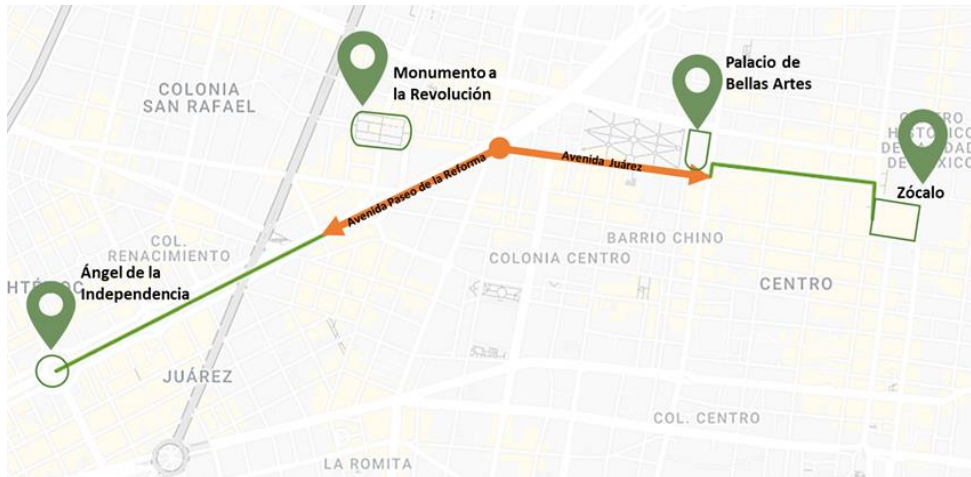 COLONIA
SAN RAFAEL
Monumento a
la Revolución
Palacio de
Bellas Artes
Zócalo
Avenida Juárez
Avenida Paseo de la Reforma
COL.
RENACIMIENTO
Ángel de la
Independencia
BARRIO CHINO
COLONIA CENTRO
CENTRO
JUÁREZ
COL. CENTRO
LA ROMITA